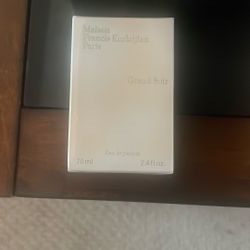 Maison
Francis Kurkdjian
Paris
Grand Soir
Eau de parfum
70 ml 2.4 fl.oz.